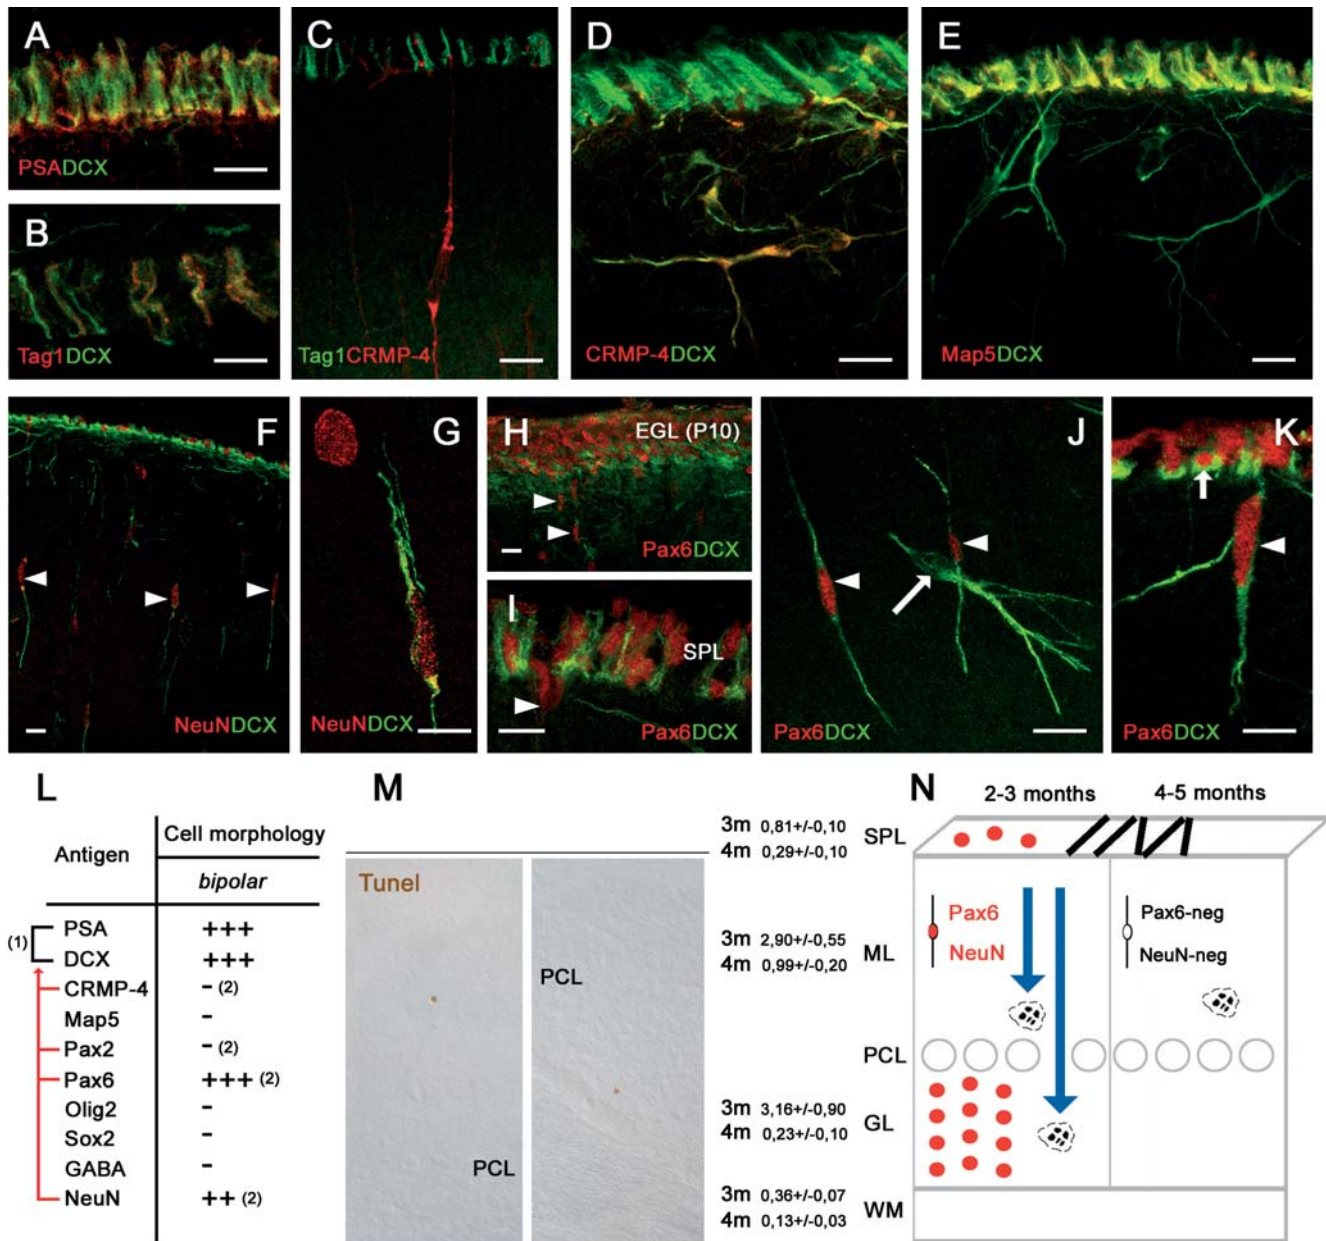 A
PSADCX
B
Tag1DCX
C
Tag1CRMP-4
D
CRMP-4DCX
E
Map5DCX
F
NeuNDCX
G
NeuNDCX
H
EGL (P10)
Pax6DCX
I
SPL
Pax6DCX
J
Pax6DCX
K
Pax6DCX
L
Antigen
Cell morphology
bipolar
(1)
PSA +++
DCX +++
CRMP-4 - (2)
Map5 -
Pax2 - (2)
Pax6 +++ (2)
Olig2 -
Sox2 -
GABA -
NeuN ++ (2)
M
Tunel
PCL
PCL
N
2-3 months 4-5 months
3m 0,81+/-0,10
4m 0,29+/-0,10
SPL
Pax6
NeuN
Pax6-neg
NeuN-neg
3m 2,90+/-0,55
4m 0,99+/-0,20
ML
PCL
3m 3,16+/-0,90
4m 0,23+/-0,10
GL
3m 0,36+/-0,07
4m 0,13+/-0,03
WM